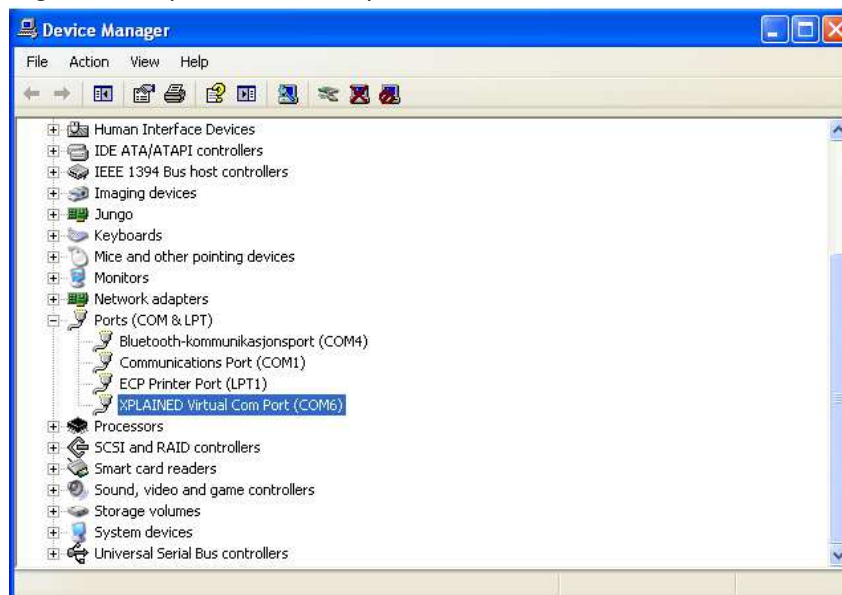 Device Manager
File Action View Help
Human Interface Devices
IDE ATA/ATAPI controllers
IEEE 1394 Bus host controllers
Imaging devices
Jungo
Keyboards
Mice and other pointing devices
Monitors
Network adapters
Ports (COM & LPT)
Bluetooth-kommunikasjonsport (COM4)
Communications Port (COM1)
ECP Printer Port (LPT1)
XPLAINED Virtual Com Port (COM6)
Processors
SCSI and RAID controllers
Smart card readers
Sound, video and game controllers
Storage volumes
System devices
Universal Serial Bus controllers